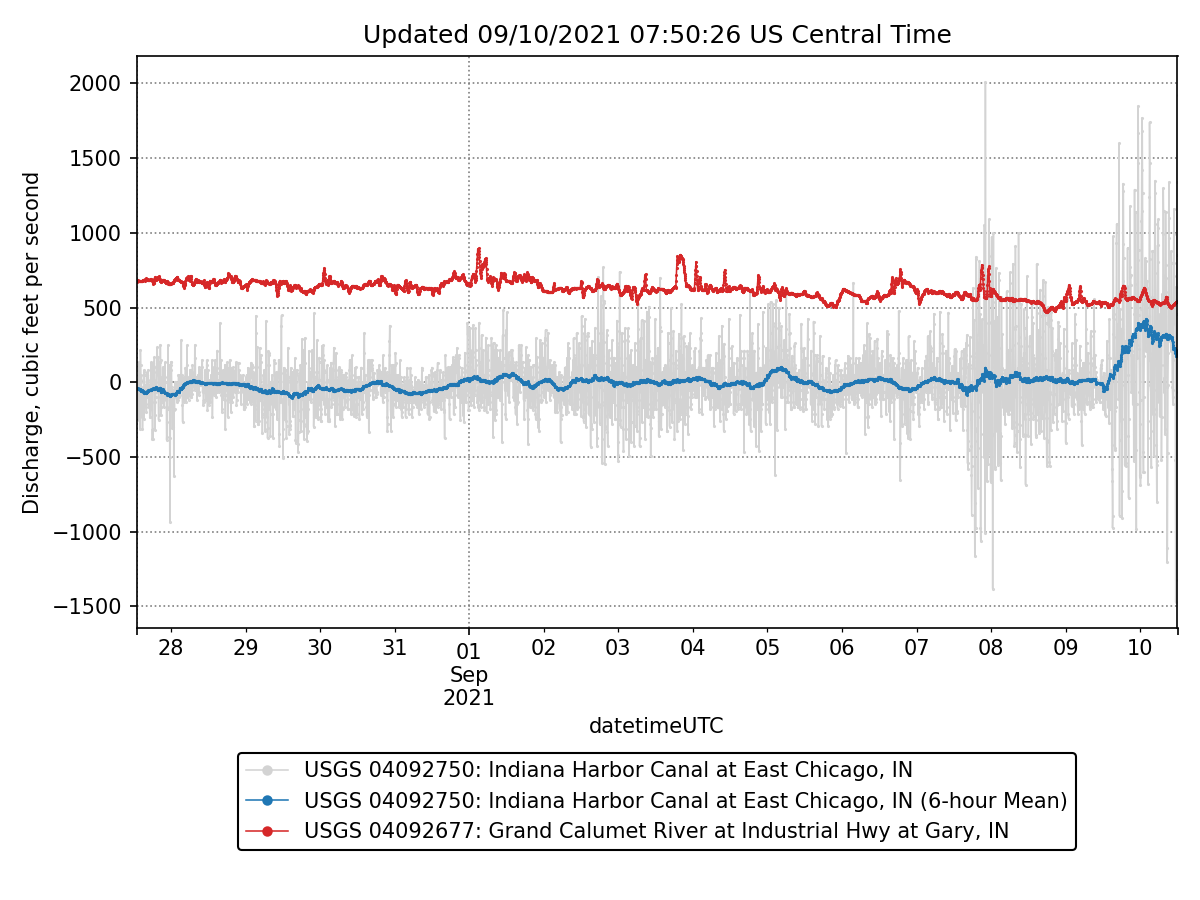 Updated 09/10/2021 07:50:26 US Central Time
Discharge, cubic feet per second
2000
1500
1000
500
0
−500
−1000
−1500
28 29 30 31 01 02 03 04 05 06 07 08 09 10
Sep
2021
datetimeUTC
USGS 04092750: Indiana Harbor Canal at East Chicago, IN
USGS 04092750: Indiana Harbor Canal at East Chicago, IN (6-hour Mean)
USGS 04092677: Grand Calumet River at Industrial Hwy at Gary, IN